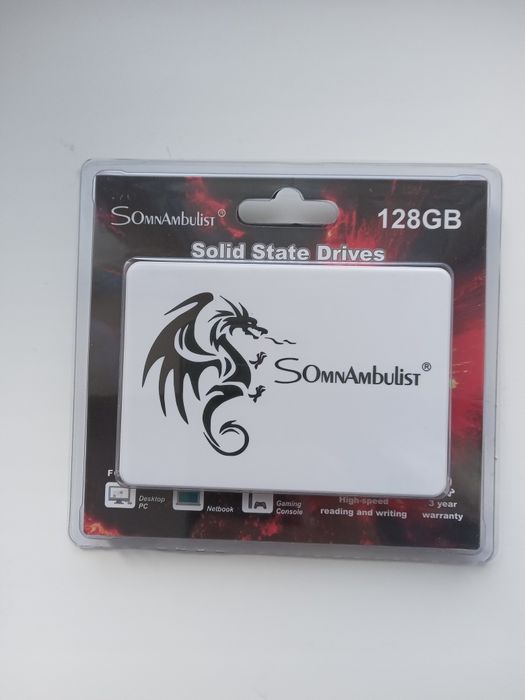 SOMNAMBULIST®
128GB
Solid State Drives
SOMNAMBULIST®
Desktop PC
Netbook
Gaming Console
High-speed
reading and writing
3 year
warranty